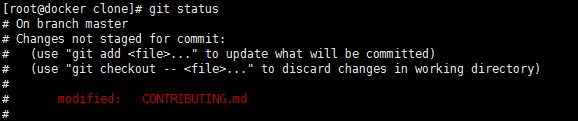 [root@docker clone]# git status
# On branch master
# Changes not staged for commit:
#   (use "git add <file>..." to update what will be committed)
#   (use "git checkout -- <file>..." to discard changes in working directory)
#
#       modified:   CONTRIBUTING.md
#